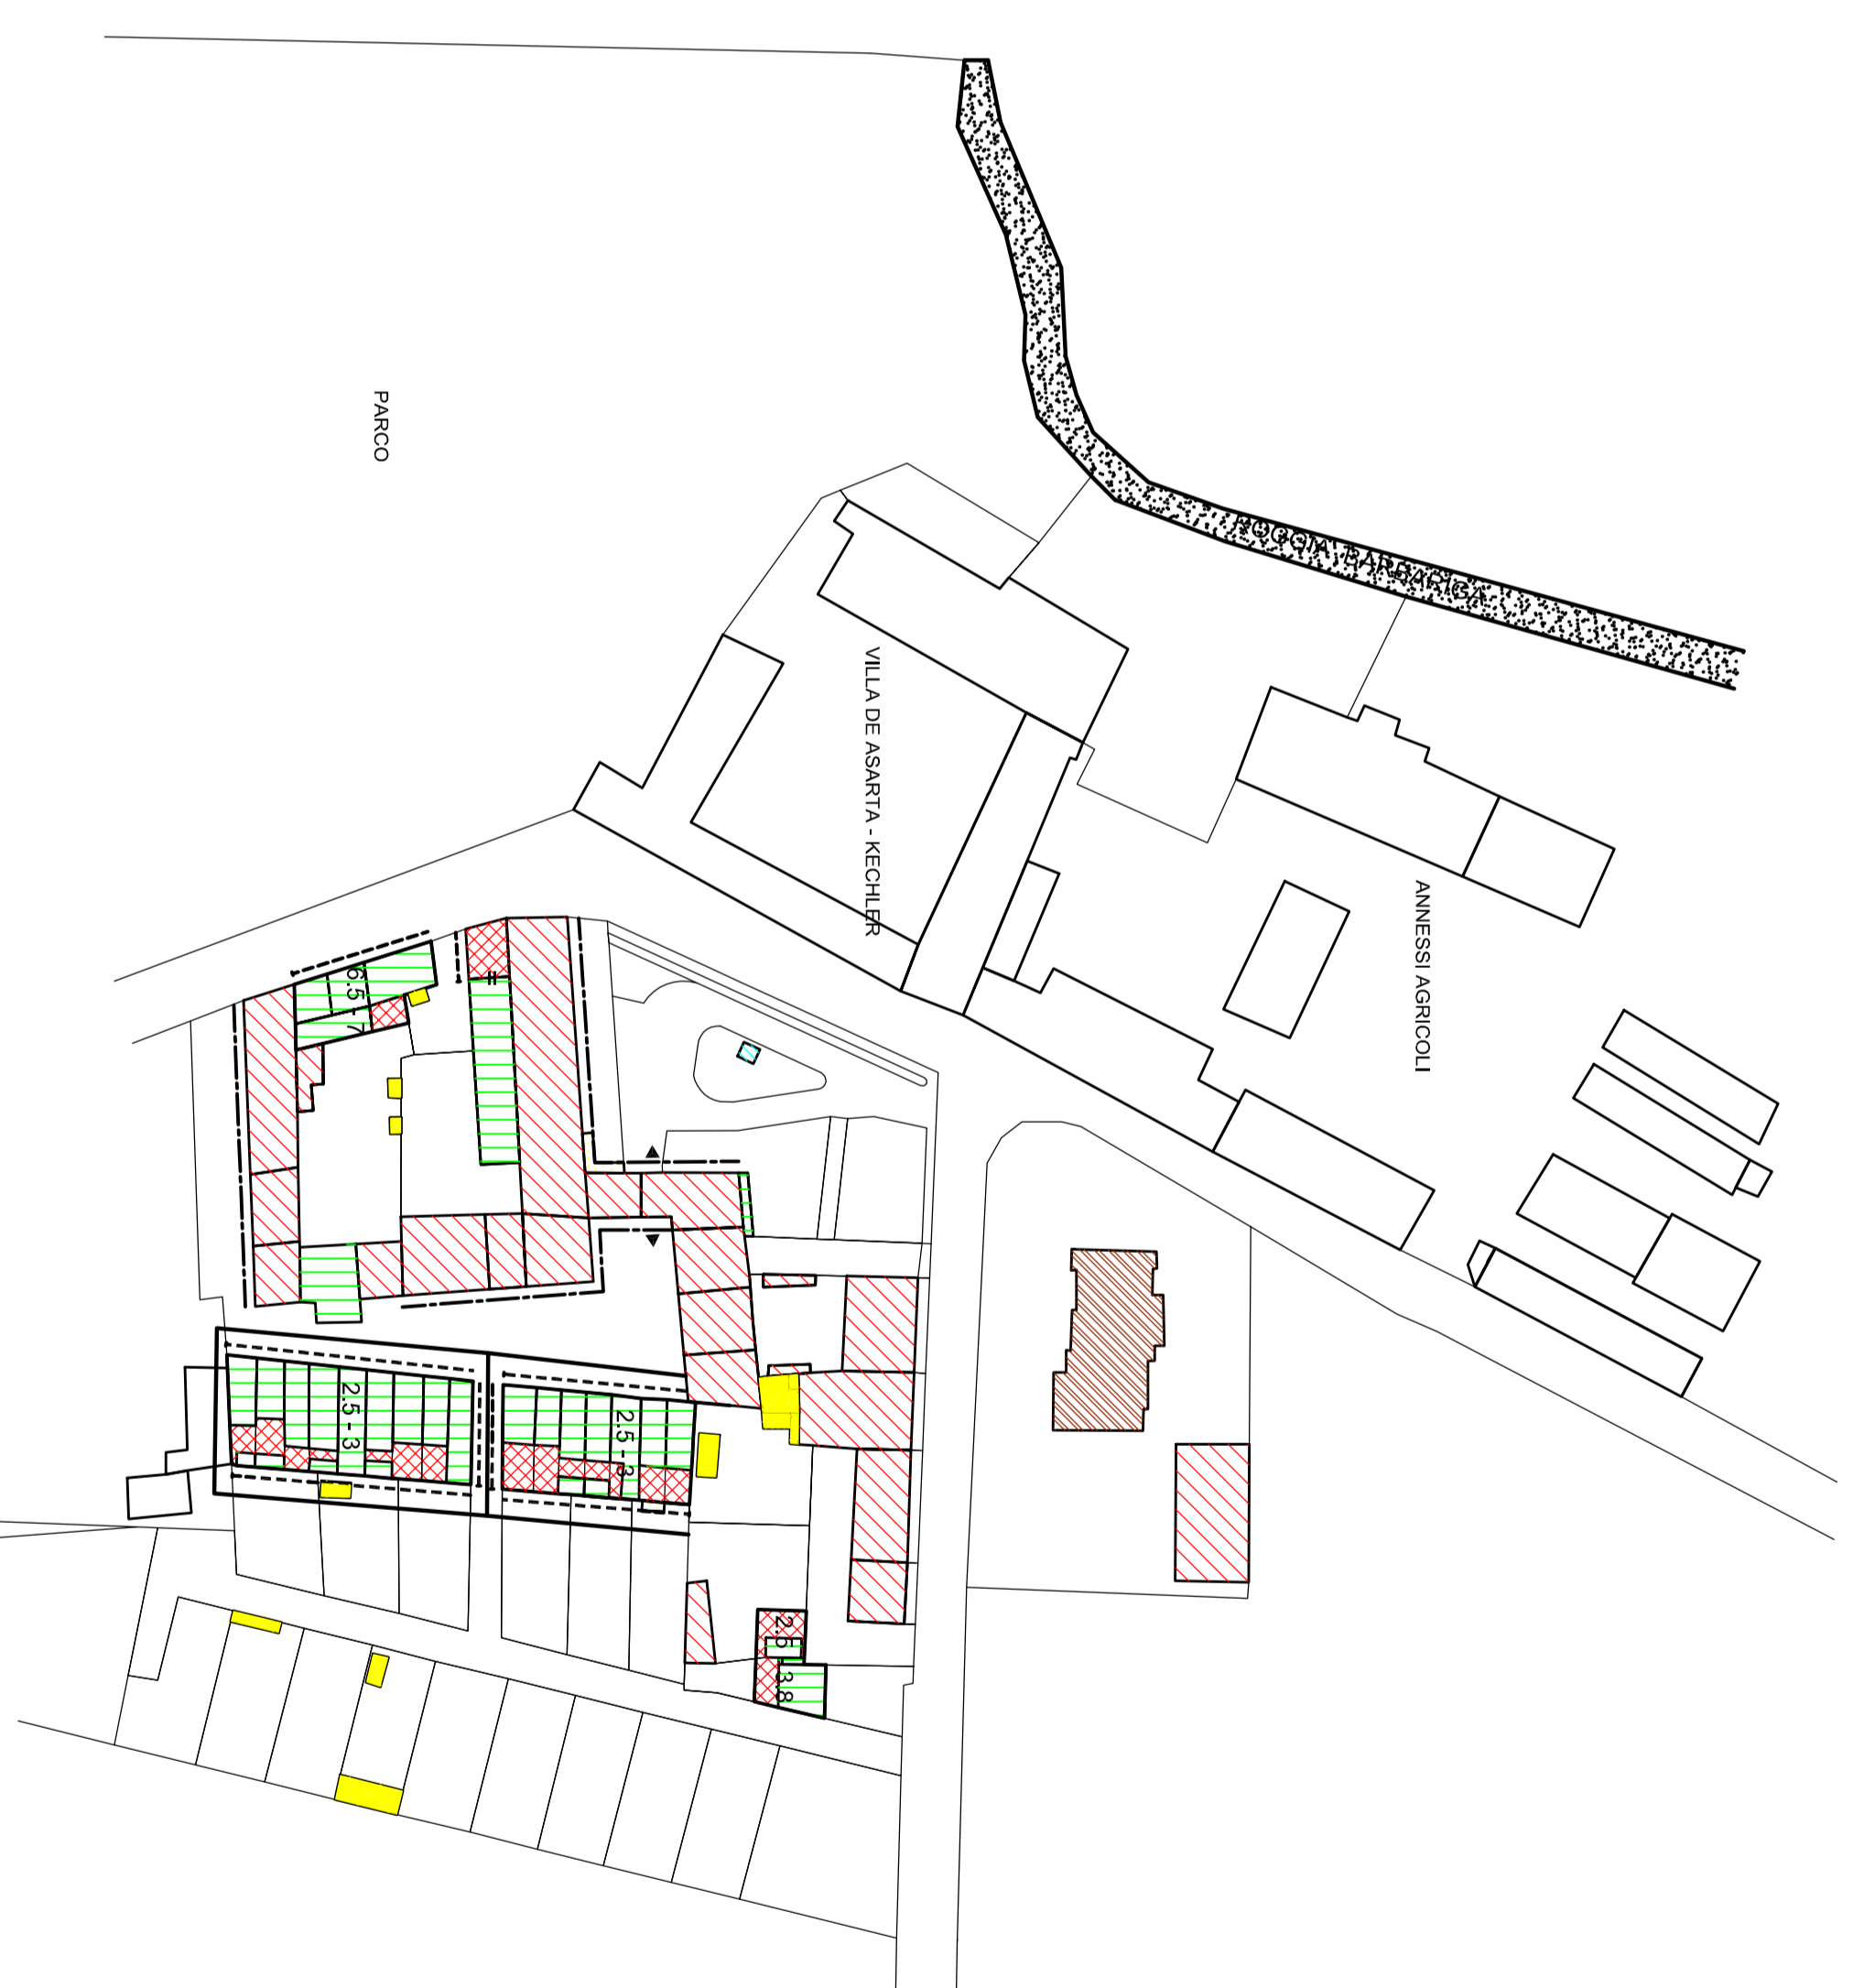 ROGGIA BARBARIGA
PARCO
VILLA DE ASARTA - KECHLER
ANNESSI AGRICOLI
6.5 - 7
=
2.5 - 3
2.5 - 3
2.5
3.8